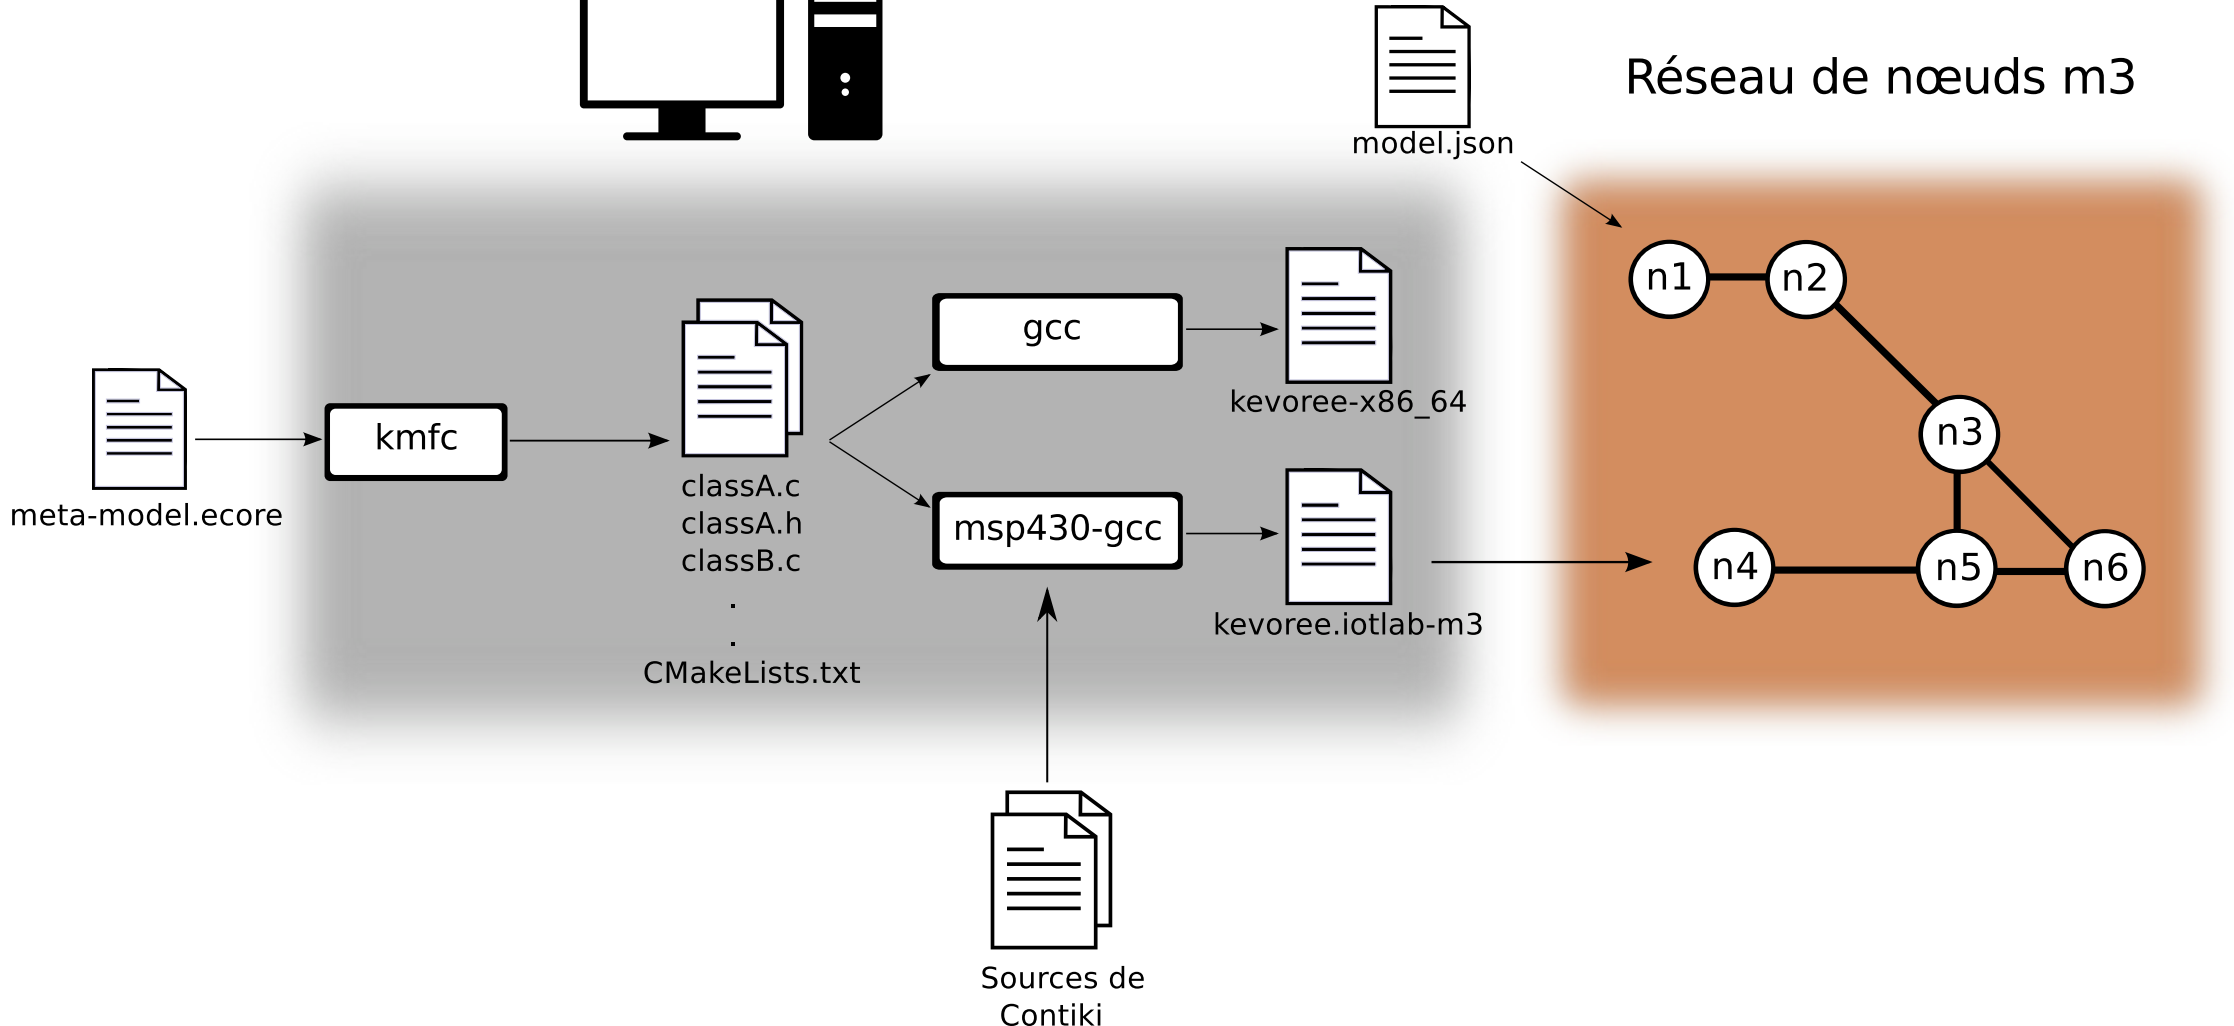 model.json
Réseau de nœuds m3
meta-model.ecore
kmfc
classA.c
classA.h
classB.c
.
.
CMakeLists.txt
gcc
msp430-gcc
kevoree-x86_64
kevoree.iotlab-m3
Sources de
Contiki
n1
n2
n3
n4
n5
n6